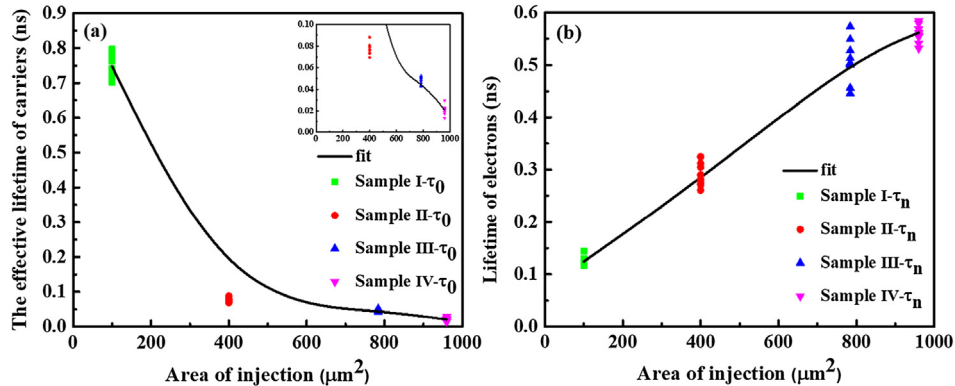 (a)
The effective lifetime of carriers (ns)
0.9
0.8
0.7
0.6
0.5
0.4
0.3
0.2
0.1
0.0
0 200 400 600 800 1000
Area of injection (μm²)
0.10
0.08
0.06
0.04
0.02
0.00
0 200 400 600 800 1000
fit
Sample I-τ₀
Sample II-τ₀
Sample III-τ₀
Sample IV-τ₀
(b)
Lifetime of electrons (ns)
0.6
0.5
0.4
0.3
0.2
0.1
0.0
0 200 400 600 800 1000
Area of injection (μm²)
fit
Sample I-τₙ
Sample II-τₙ
Sample III-τₙ
Sample IV-τₙ